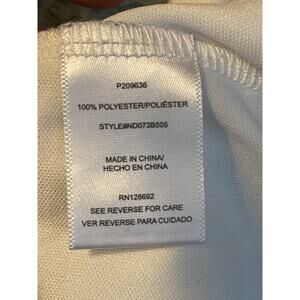 P209636
100% POLYESTER/POLIÉSTER
STYLE#ND073B505
MADE IN CHINA/
HECHO EN CHINA
RN128692
SEE REVERSE FOR CARE
VER REVERSE PARA CUIDADO